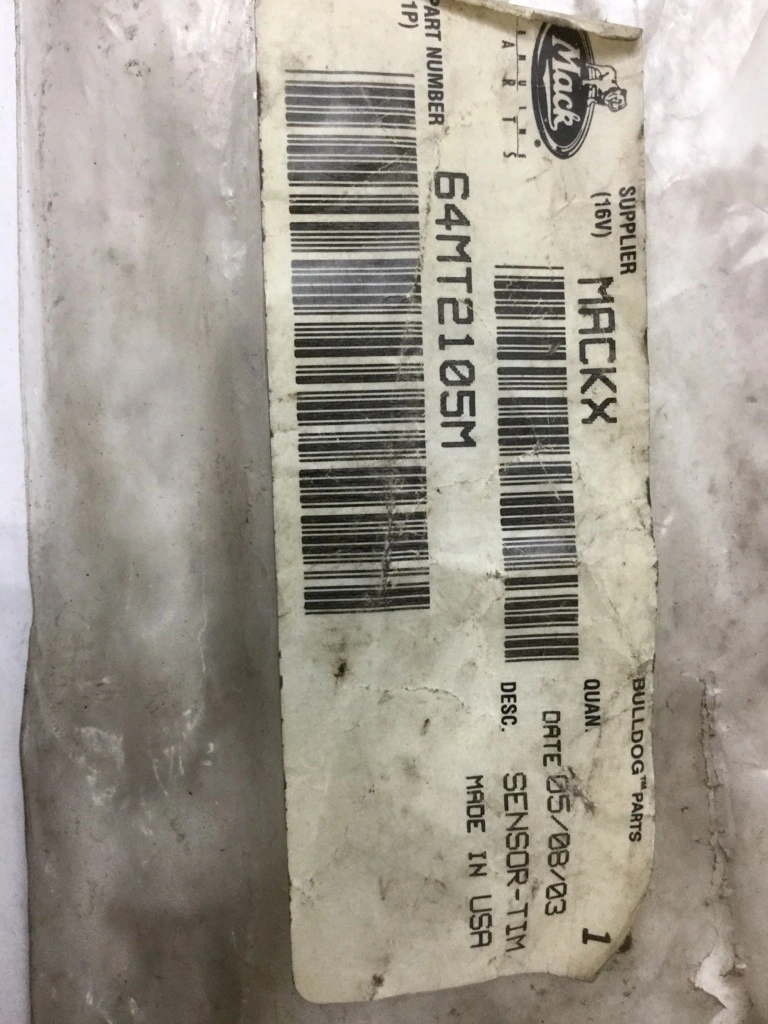 Mack
GENUINE
PARTS
BULLDOG™ PARTS
SUPPLIER
(16V) MACKX
QUAN. 1
DATE 05/08/03
DESC. SENSOR-TIM
MADE IN USA
PART NUMBER
(1P) 64MT2105M